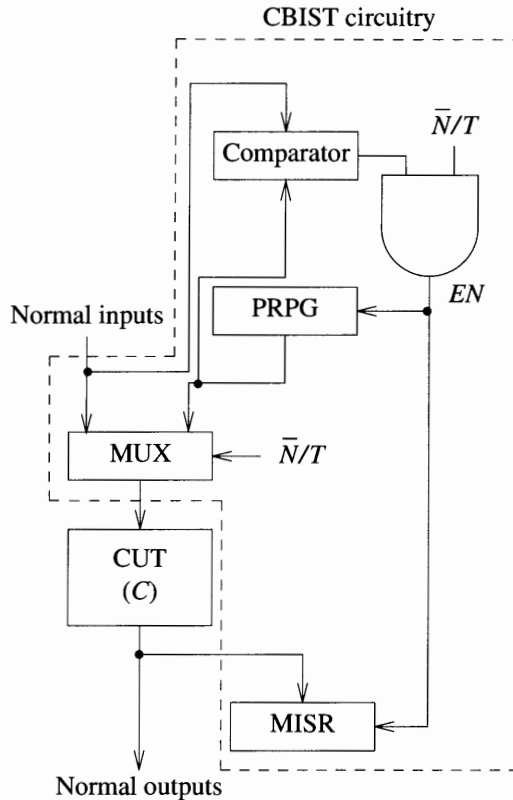 CBIST circuitry
N̅/T
Comparator
EN
Normal inputs
PRPG
MUX
N̅/T
CUT
(C)
MISR
Normal outputs